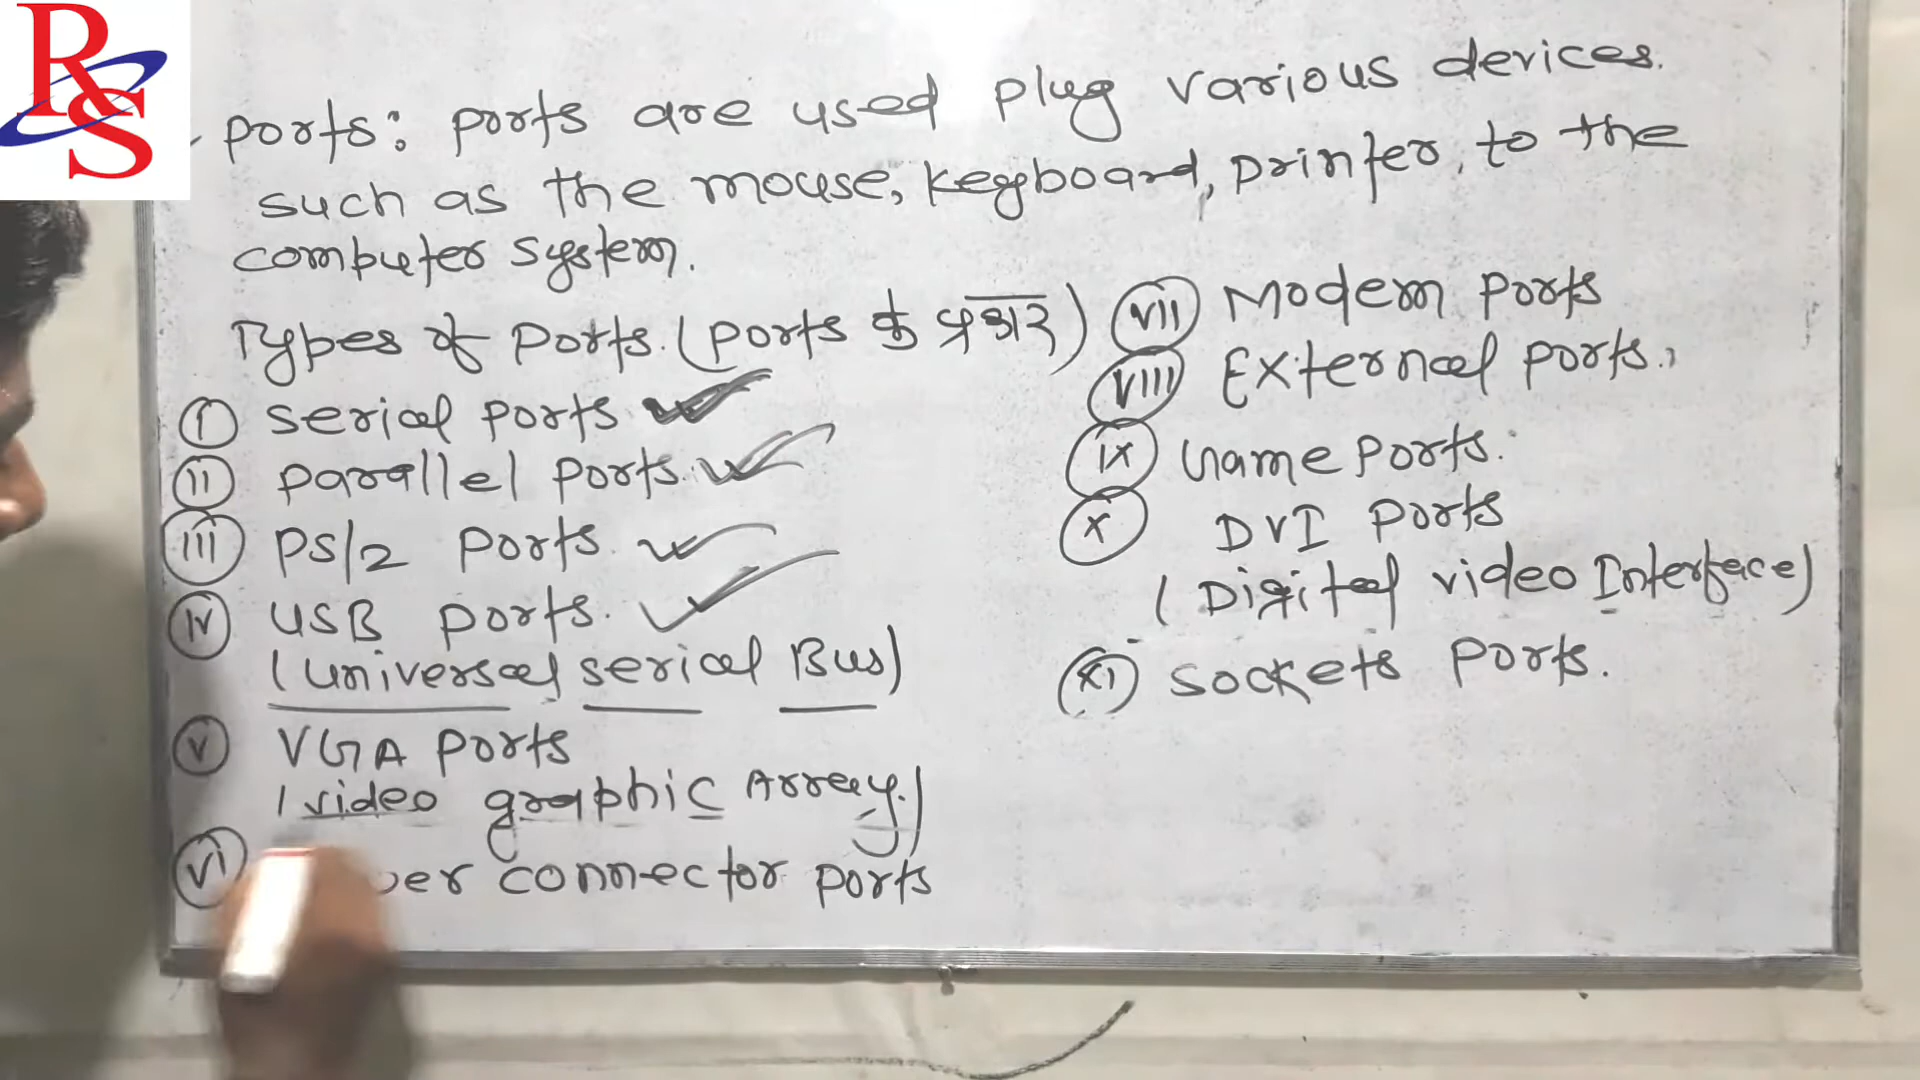 RS
Ports: Ports are used plug various devices.
such as the mouse, keyboard, printer, to the
computer system.
Types of Ports. (Ports के प्रकार)
I serial ports
II parallel ports.
III PS/2 ports
IV USB ports.
(universal serial Bus)
V VGA ports
(video graphic Array.)
VI connector ports
VII Modem ports
VIII External ports.
IX Game ports.
X DVI ports
(Digital video Interface)
XI sockets ports.